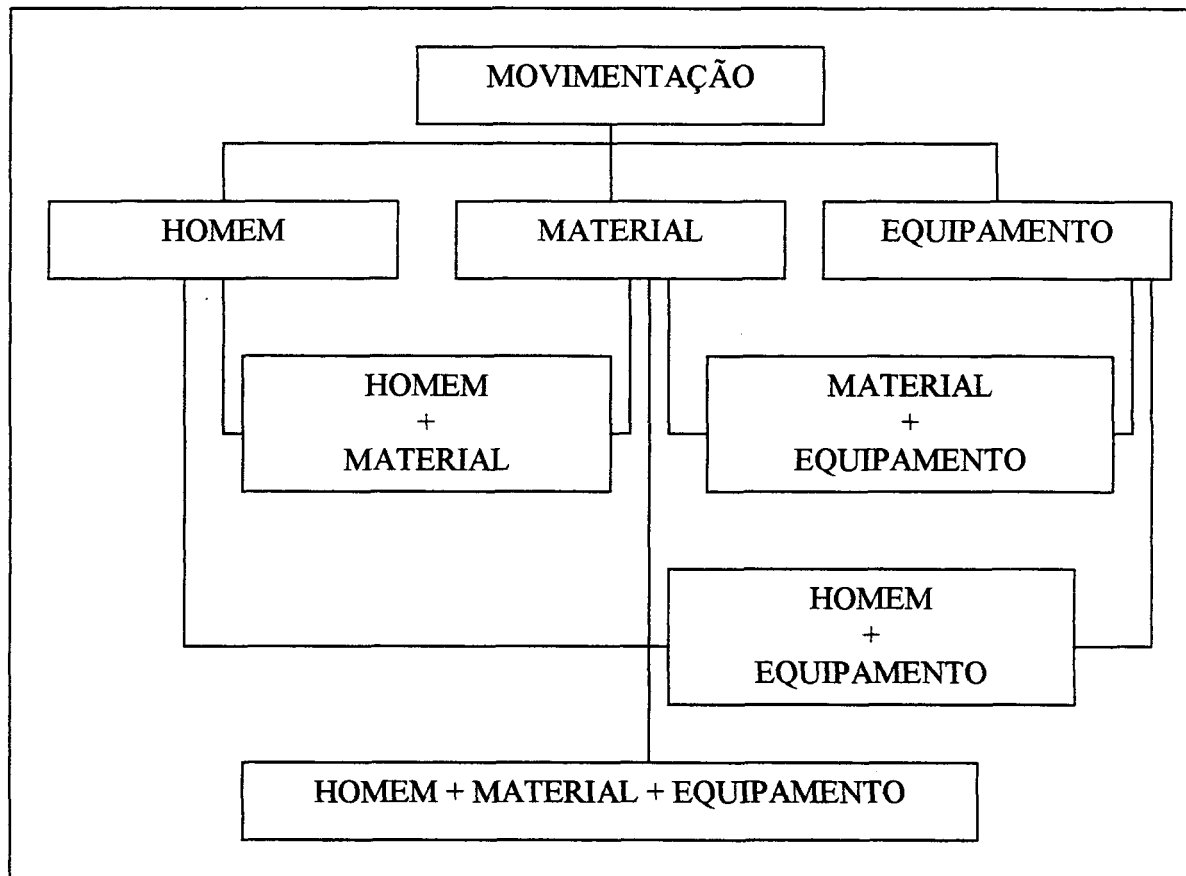 MOVIMENTAÇÃO
HOMEM
MATERIAL
EQUIPAMENTO
HOMEM
+
MATERIAL
MATERIAL
+
EQUIPAMENTO
HOMEM
+
EQUIPAMENTO
HOMEM + MATERIAL + EQUIPAMENTO